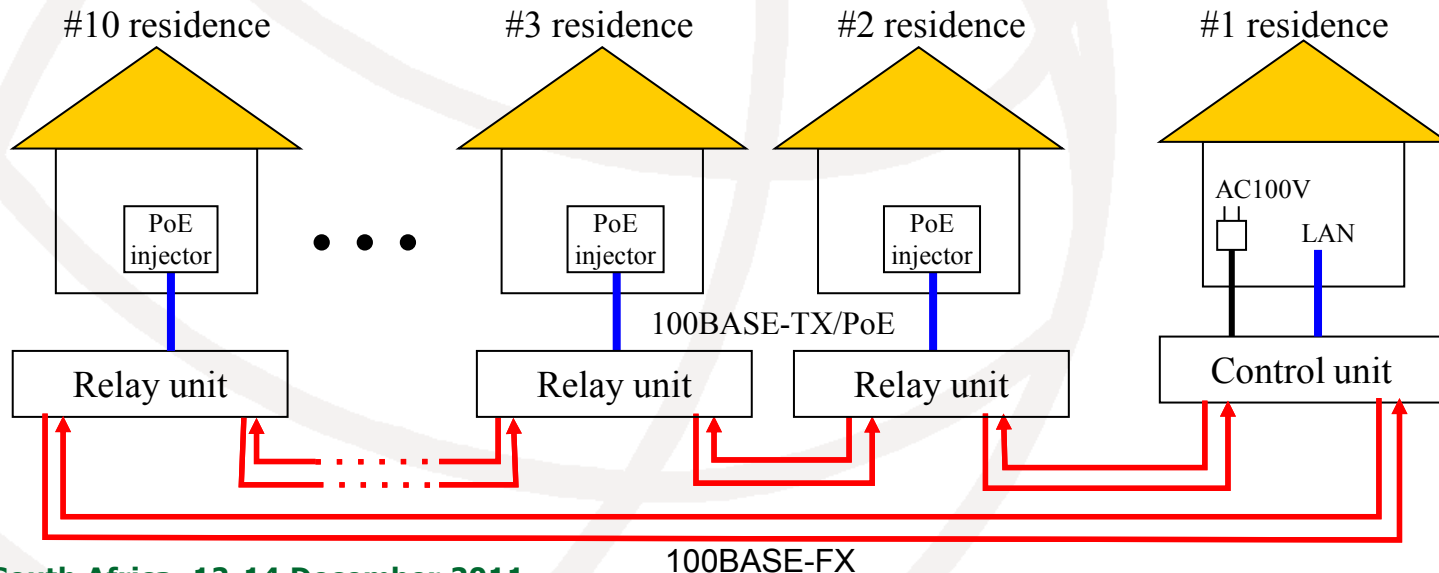 #10 residence
#3 residence
#2 residence
#1 residence
PoE
injector
PoE
injector
PoE
injector
AC100V
LAN
100BASE-TX/PoE
Relay unit
Relay unit
Relay unit
Control unit
100BASE-FX
South Africa, 13-14 December 2011